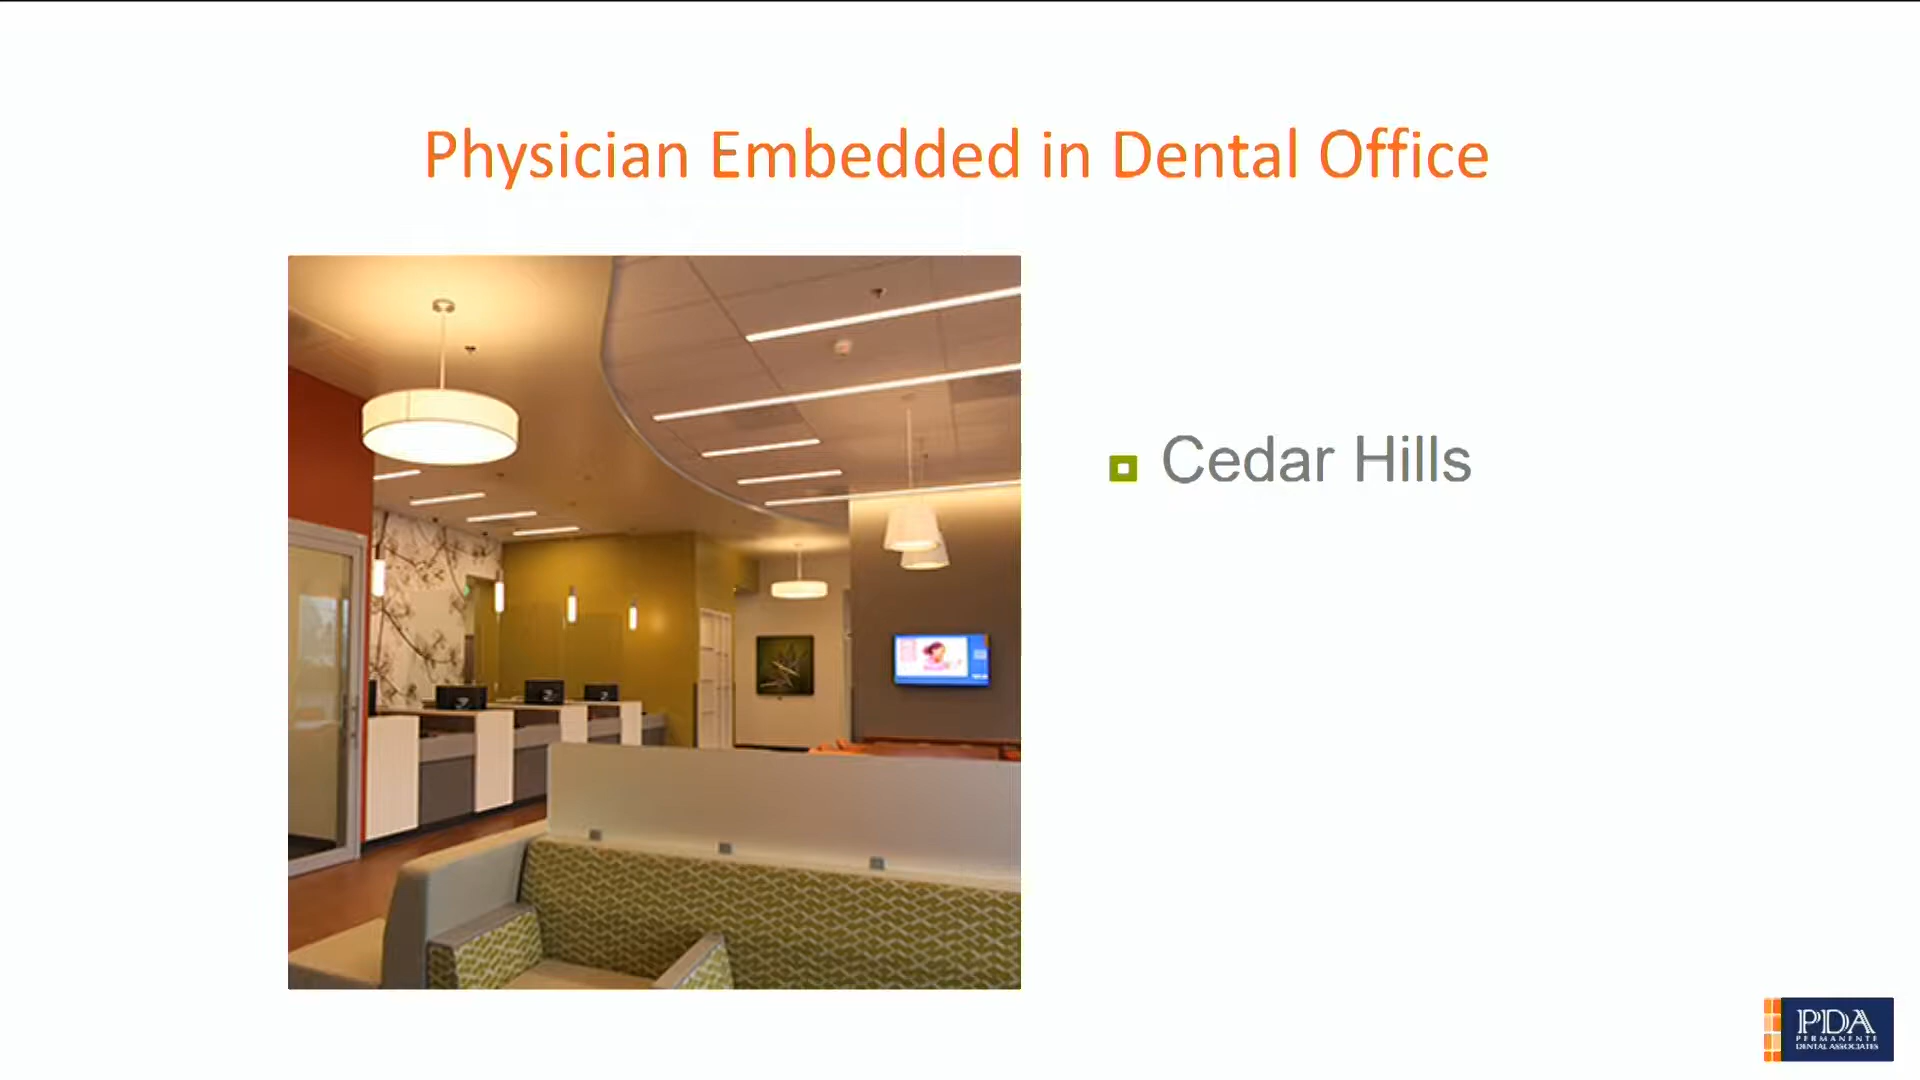 Physician Embedded in Dental Office
Cedar Hills
PDA
PERMANENTE
DENTAL ASSOCIATES